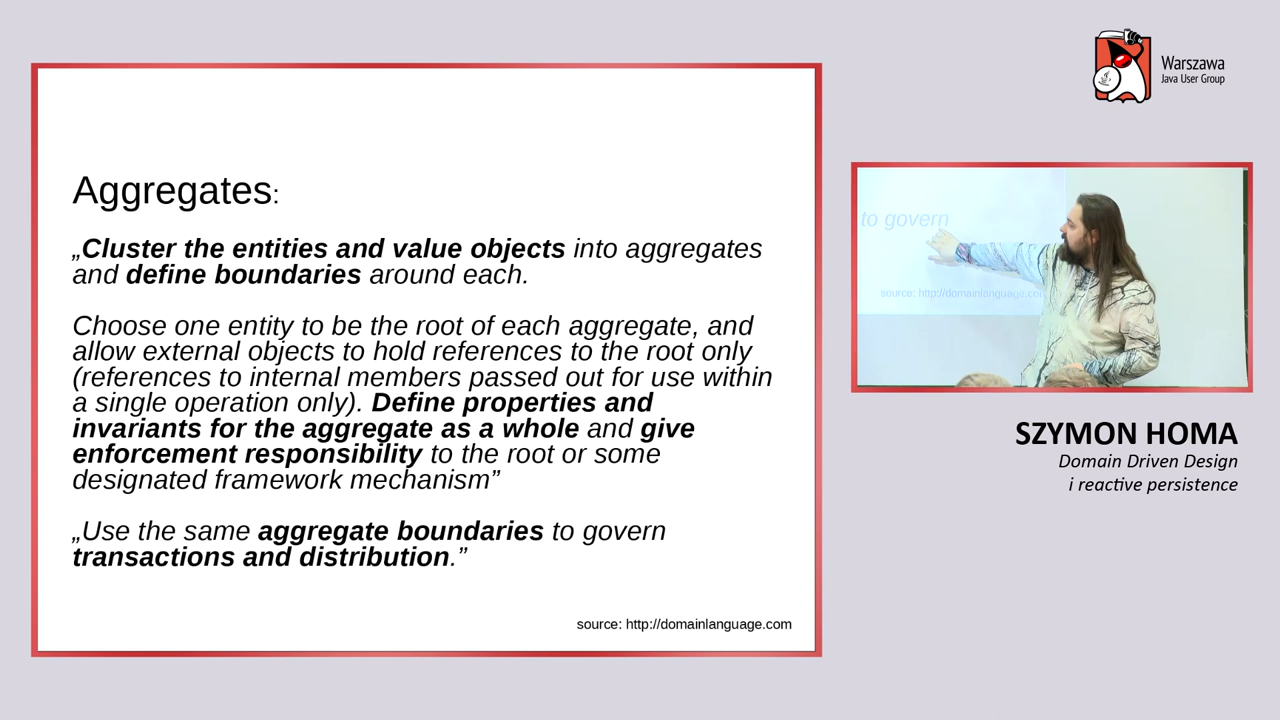 Warszawa
Java User Group
Aggregates:
„Cluster the entities and value objects into aggregates
and define boundaries around each.
Choose one entity to be the root of each aggregate, and
allow external objects to hold references to the root only
(references to internal members passed out for use within
a single operation only). Define properties and
invariants for the aggregate as a whole and give
enforcement responsibility to the root or some
designated framework mechanism”
„Use the same aggregate boundaries to govern
transactions and distribution.”
source: http://domainlanguage.com
to govern
source: http://domainlanguage.com
SZYMON HOMA
Domain Driven Design
i reactive persistence